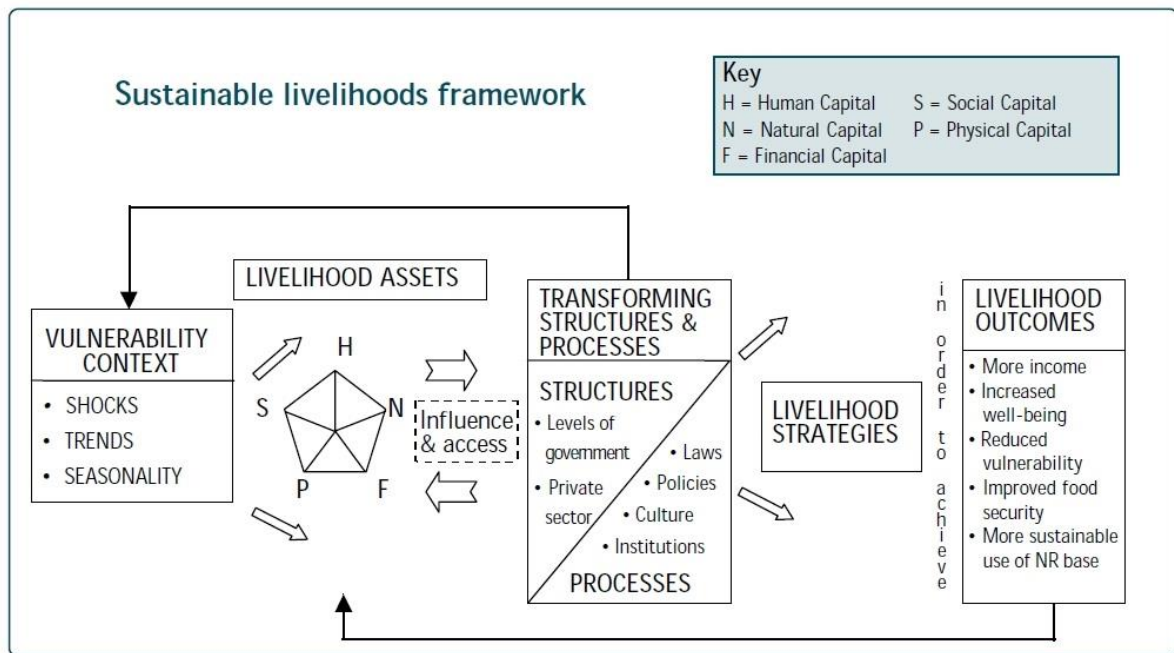 Sustainable livelihoods framework
Key
H = Human Capital S = Social Capital
N = Natural Capital P = Physical Capital
F = Financial Capital
LIVELIHOOD ASSETS
VULNERABILITY
CONTEXT
• SHOCKS
• TRENDS
• SEASONALITY
H
S
N
P
F
Influence
& access
TRANSFORMING
STRUCTURES &
PROCESSES
STRUCTURES
• Levels of
government
• Private
sector
• Laws
• Policies
• Culture
• Institutions
PROCESSES
LIVELIHOOD
STRATEGIES
in order to achieve
LIVELIHOOD
OUTCOMES
• More income
• Increased
well-being
• Reduced
vulnerability
• Improved food
security
• More sustainable
use of NR base